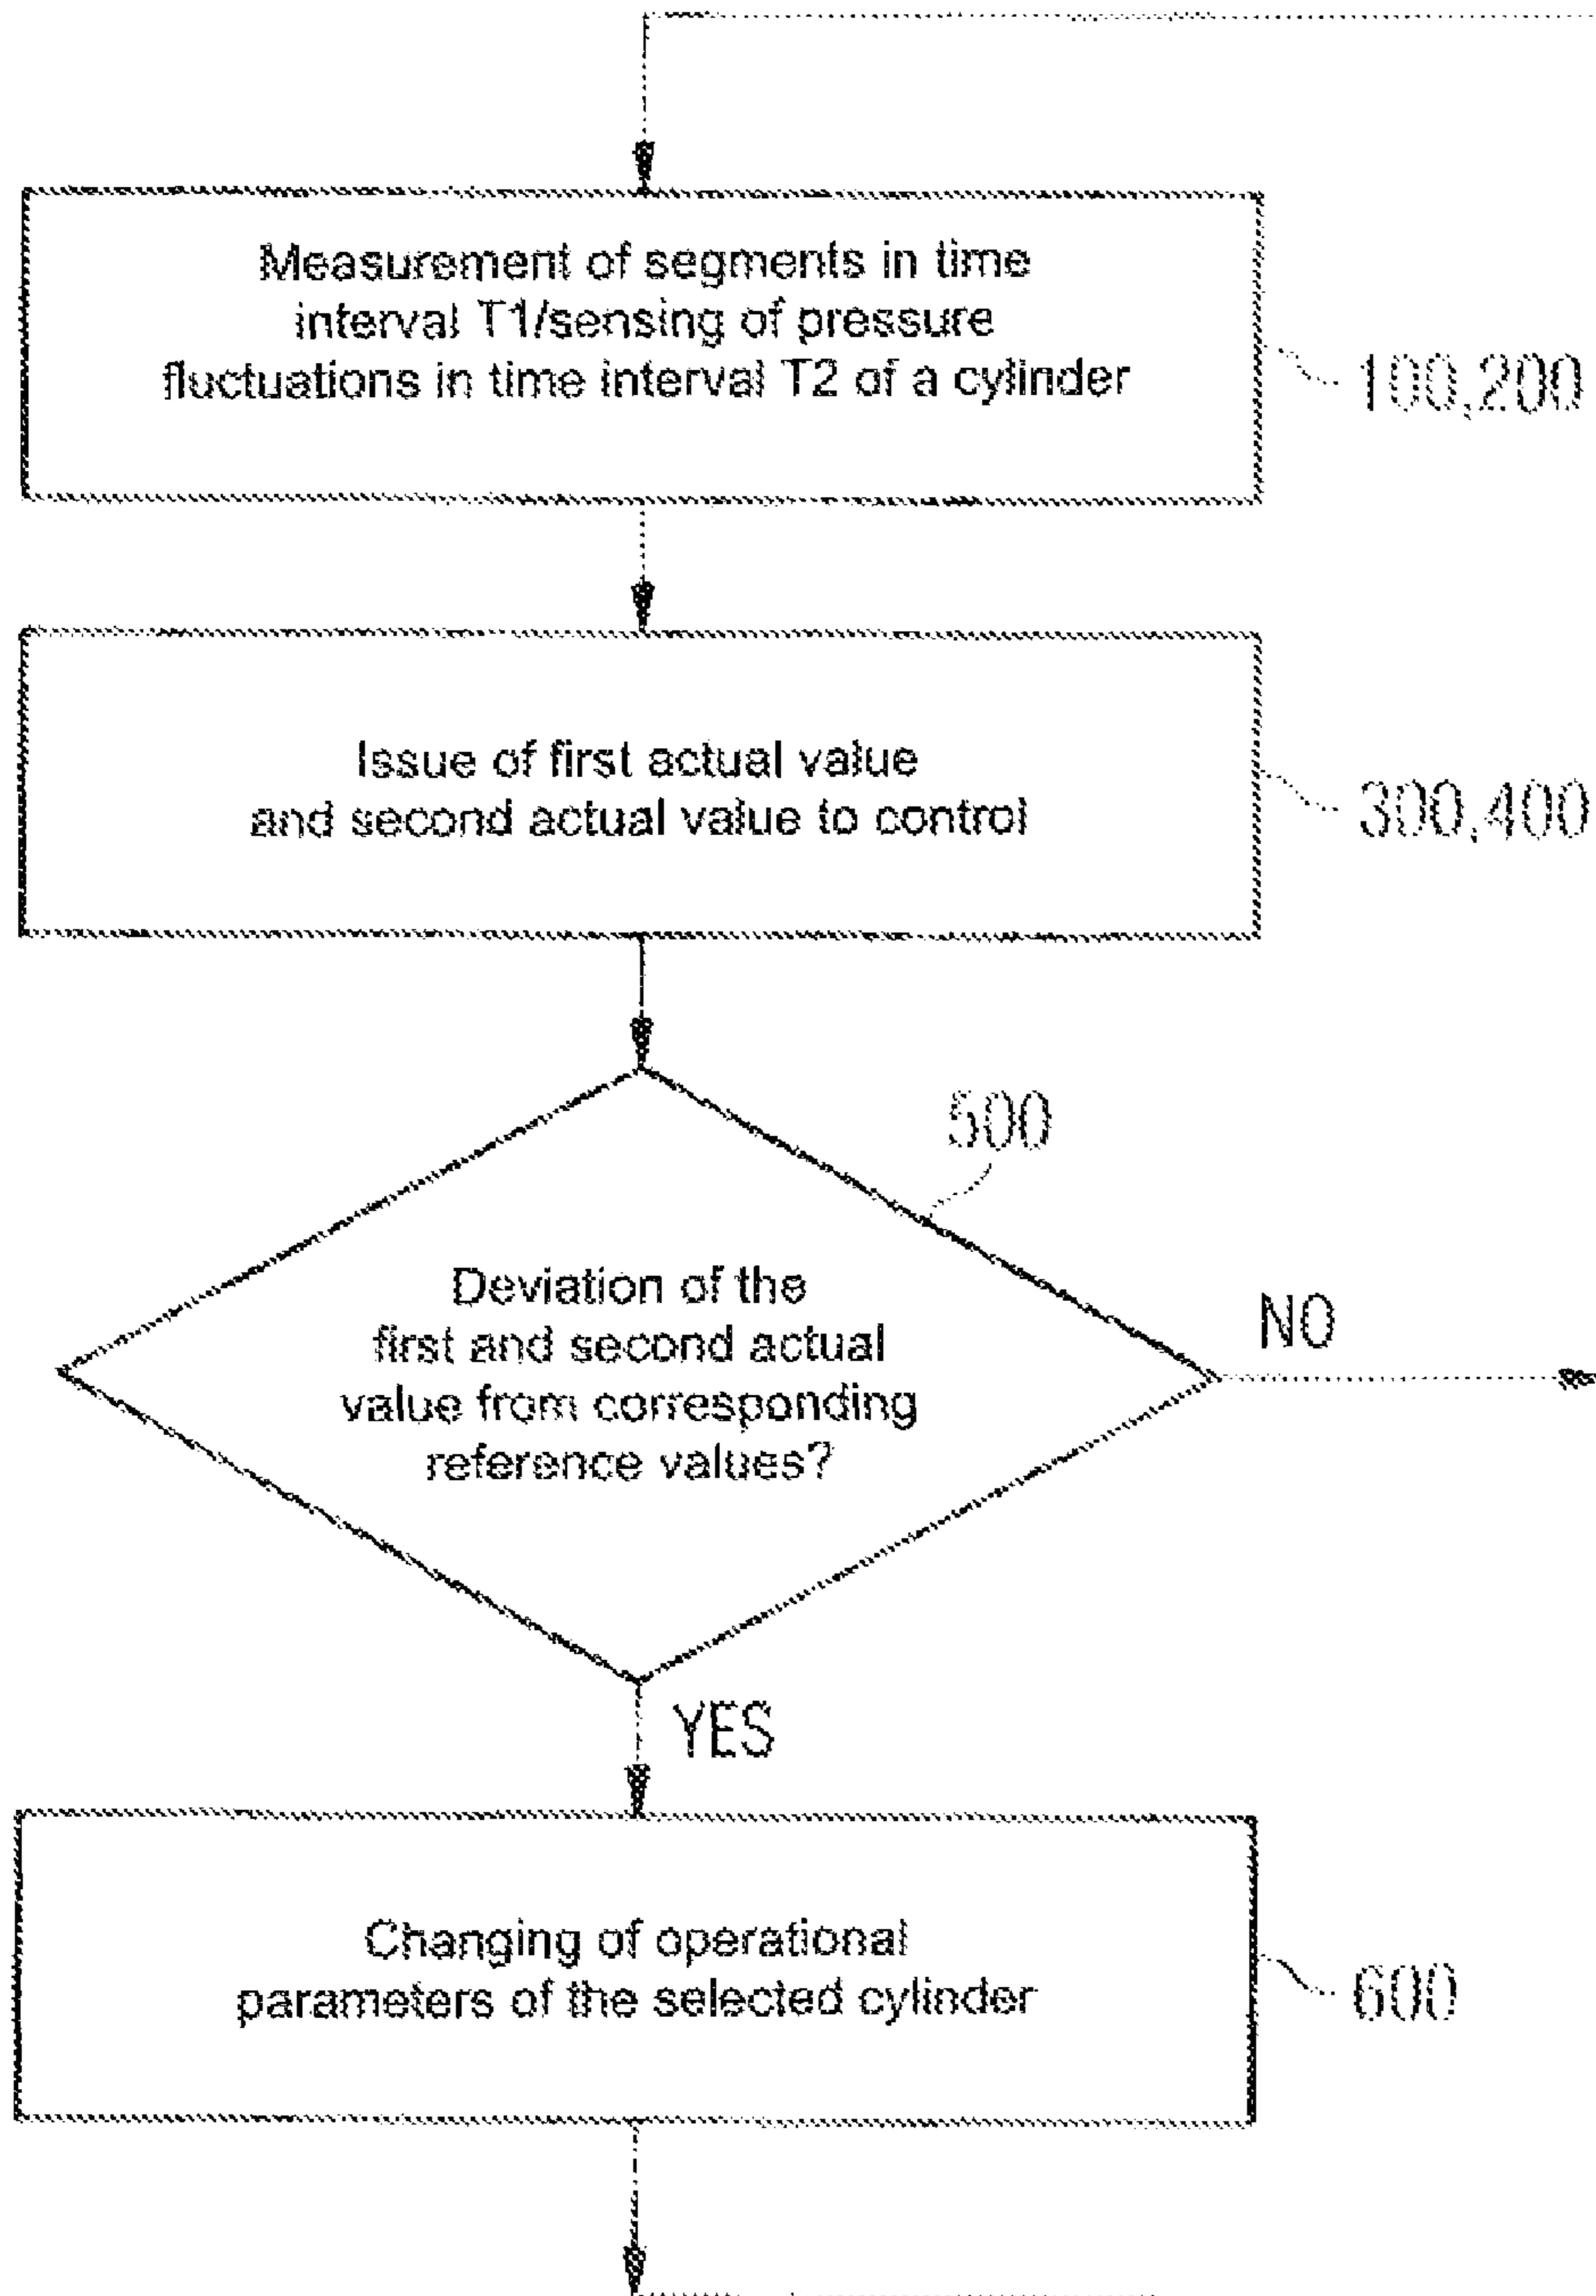 Measurement of segments in time
interval T1/sensing of pressure
fluctuations in time interval T2 of a cylinder
100,200
Issue of first actual value
and second actual value to control
300,400
500
Deviation of the
first and second actual
value from corresponding
reference values?
NO
YES
Changing of operational
parameters of the selected cylinder
600